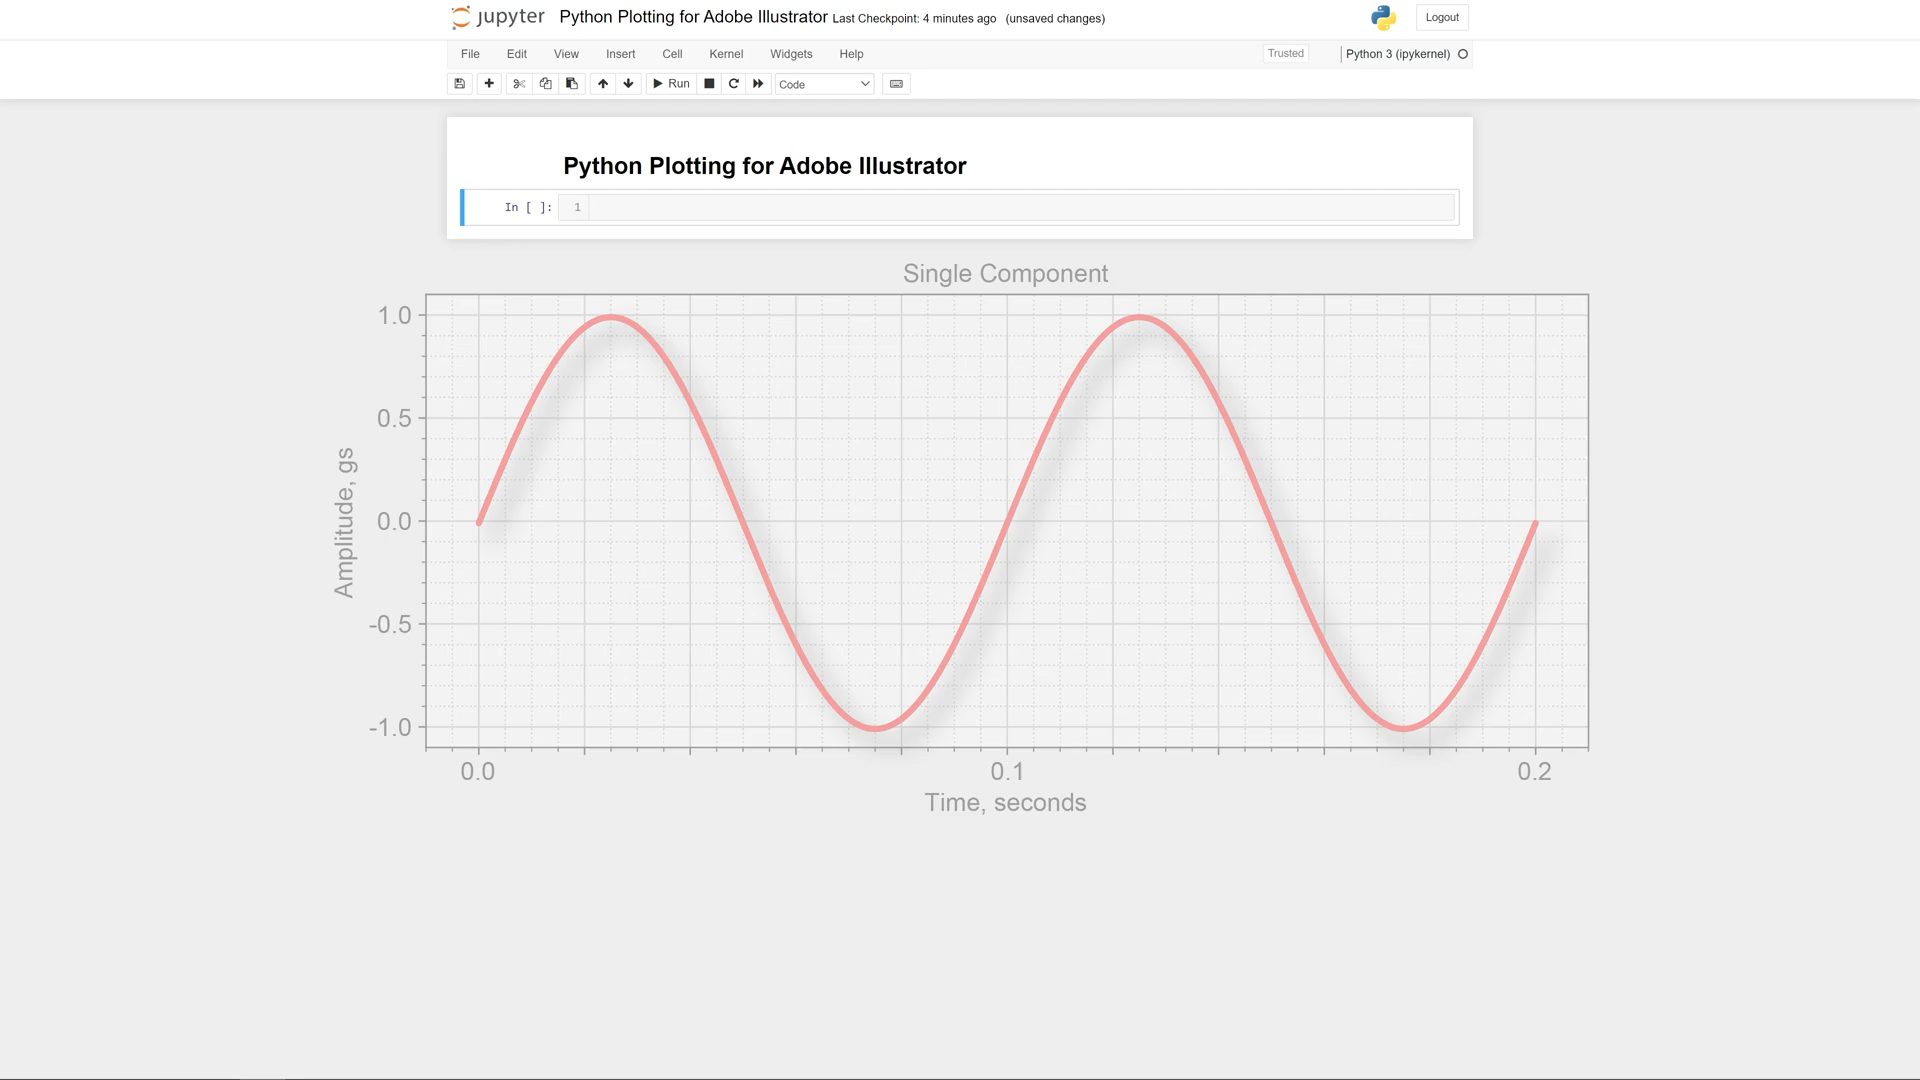 jupyter Python Plotting for Adobe Illustrator Last Checkpoint: 4 minutes ago (unsaved changes) Logout
File Edit View Insert Cell Kernel Widgets Help Trusted Python 3 (ipykernel)
Run Code
Python Plotting for Adobe Illustrator
In [ ]: 1
Single Component
1.0
0.5
0.0
-0.5
-1.0
Amplitude, gs
0.0 0.1 0.2
Time, seconds